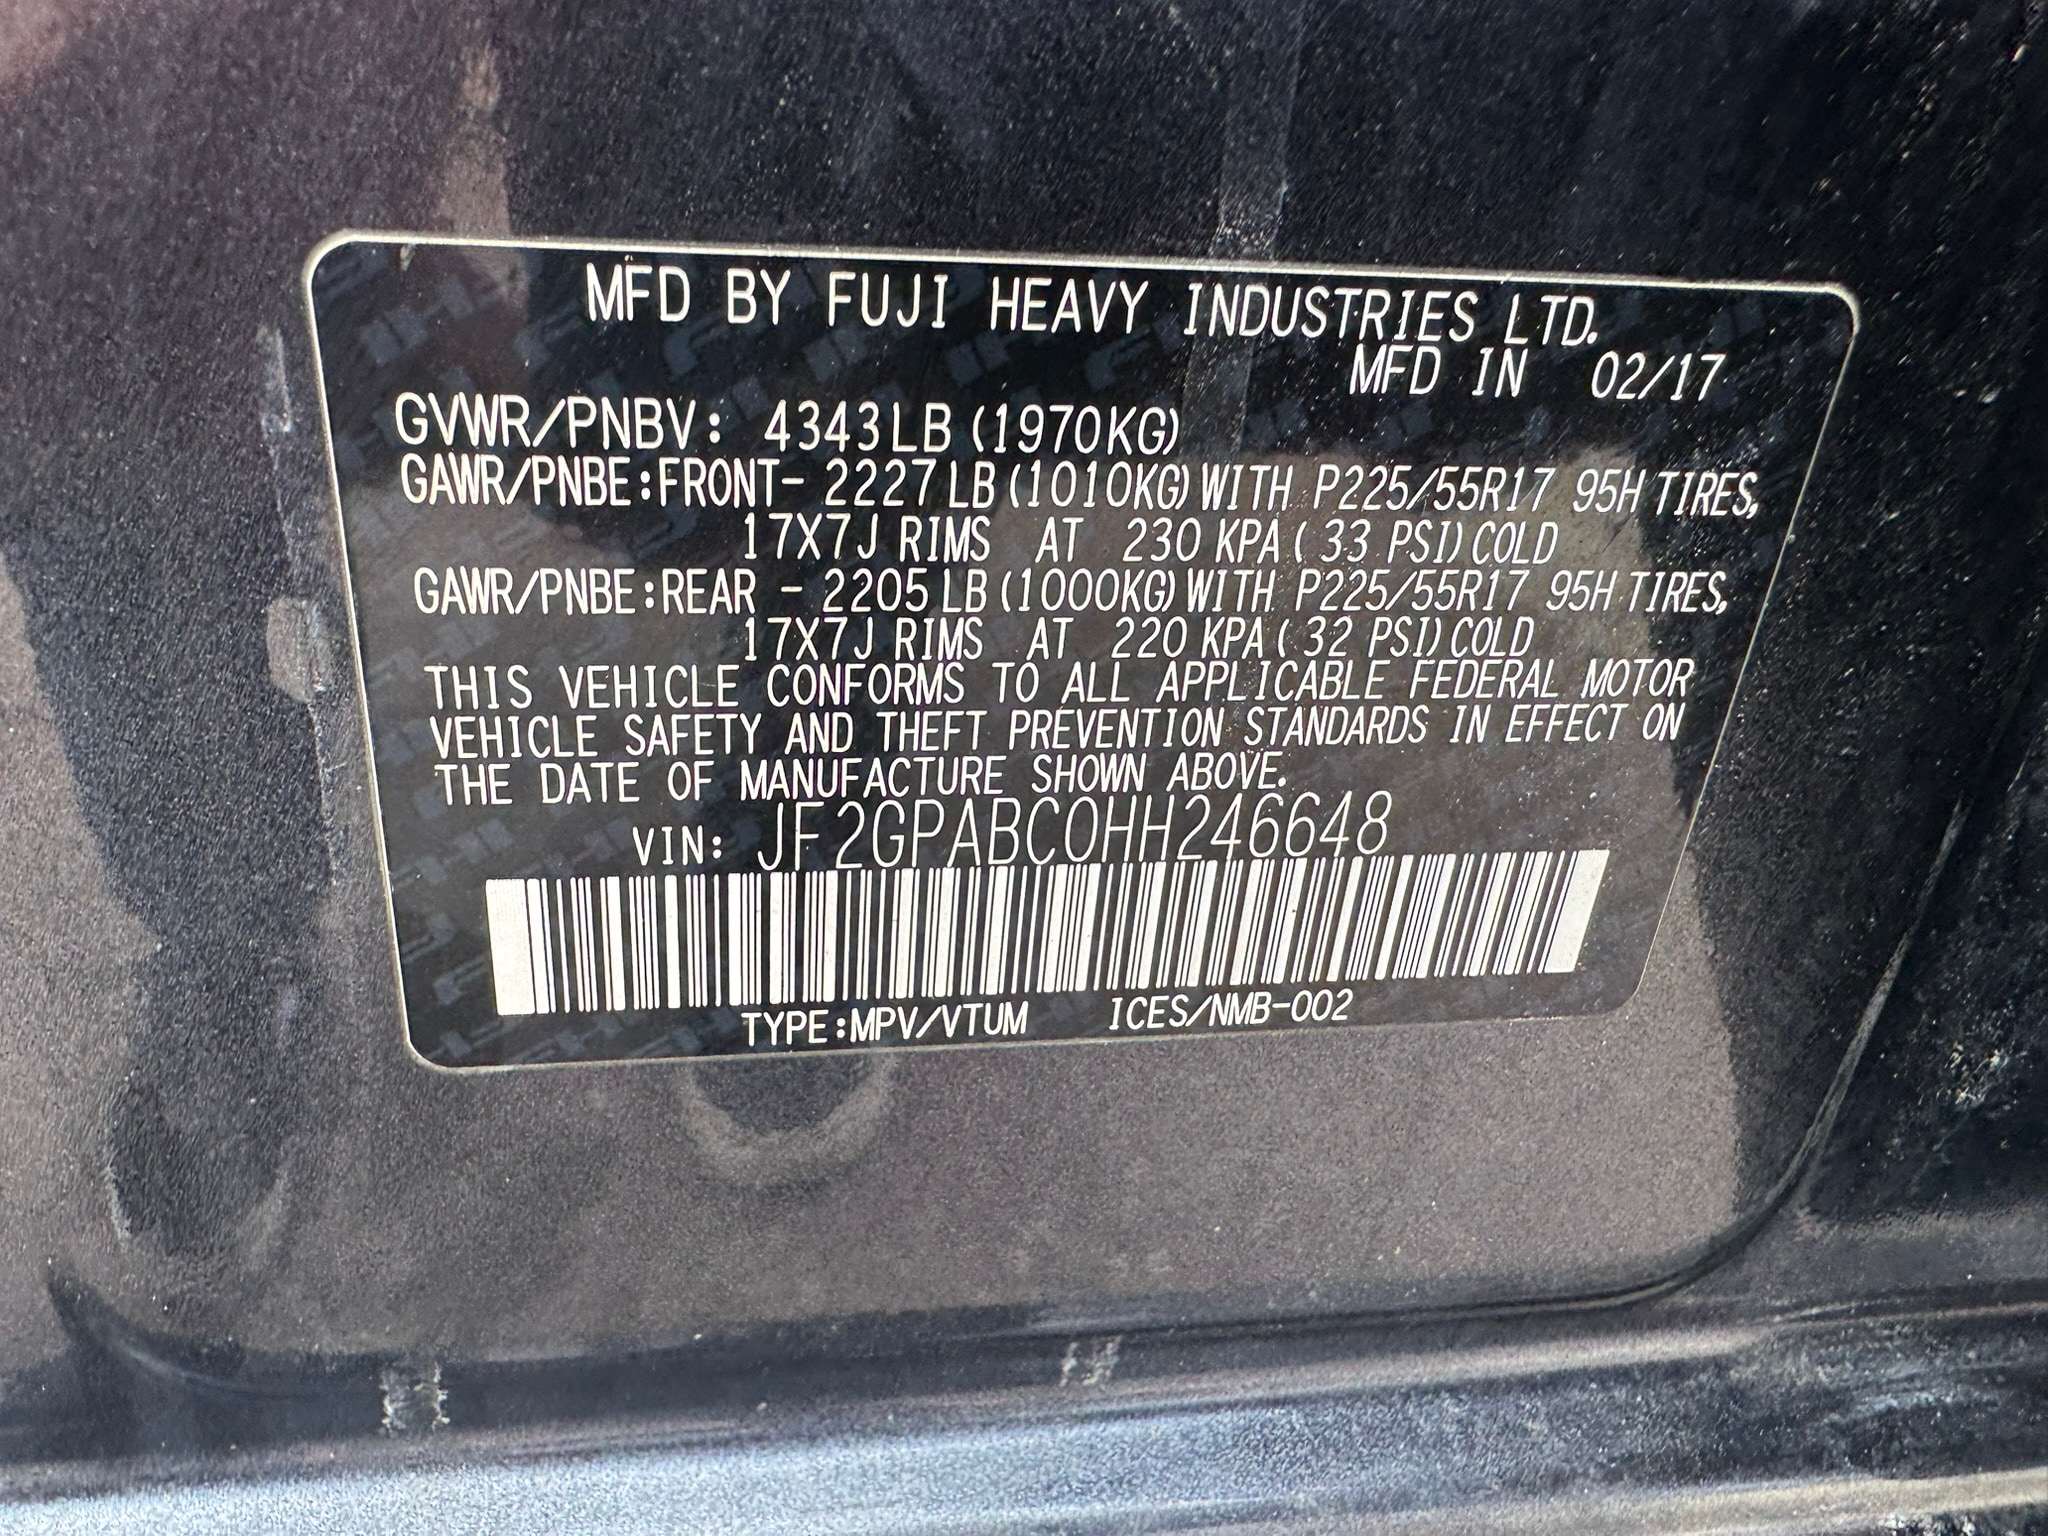 MFD BY FUJI HEAVY INDUSTRIES LTD.
MFD IN 02/17
GVWR/PNBV: 4343LB (1970KG)
GAWR/PNBE:FRONT- 2227LB (1010KG) WITH P225/55R17 95H TIRES,
17X7J RIMS AT 230 KPA ( 33 PSI) COLD
GAWR/PNBE:REAR - 2205LB (1000KG) WITH P225/55R17 95H TIRES,
17X7J RIMS AT 220 KPA ( 32 PSI) COLD
THIS VEHICLE CONFORMS TO ALL APPLICABLE FEDERAL MOTOR
VEHICLE SAFETY AND THEFT PREVENTION STANDARDS IN EFFECT ON
THE DATE OF MANUFACTURE SHOWN ABOVE.
VIN: JF2GPABC0HH246648
TYPE:MPV/VTUM ICES/NMB-002